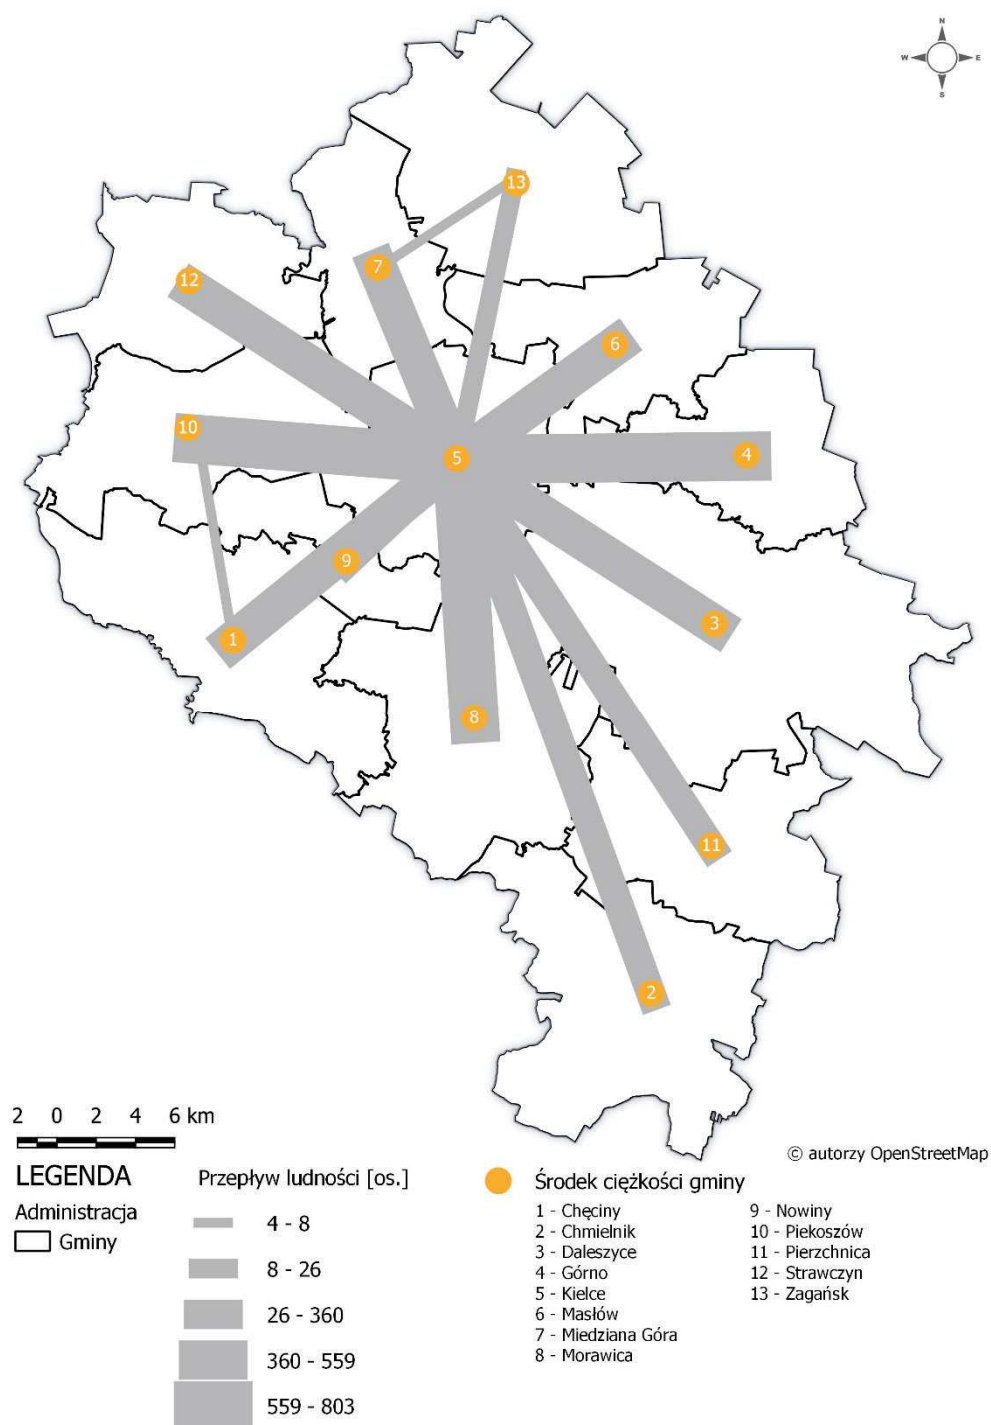 N
W E
S
13
7
12
6
10
5
4
9
3
1
8
11
2
2 0 2 4 6 km
© autorzy OpenStreetMap
LEGENDA
Administracja
Gminy
Przepływ ludności [os.]
4 - 8
8 - 26
26 - 360
360 - 559
559 - 803
Środek ciężkości gminy
1 - Chęciny
2 - Chmielnik
3 - Daleszyce
4 - Górno
5 - Kielce
6 - Masłów
7 - Miedziana Góra
8 - Morawica
9 - Nowiny
10 - Piekoszów
11 - Pierzchnica
12 - Strawczyn
13 - Zagańsk